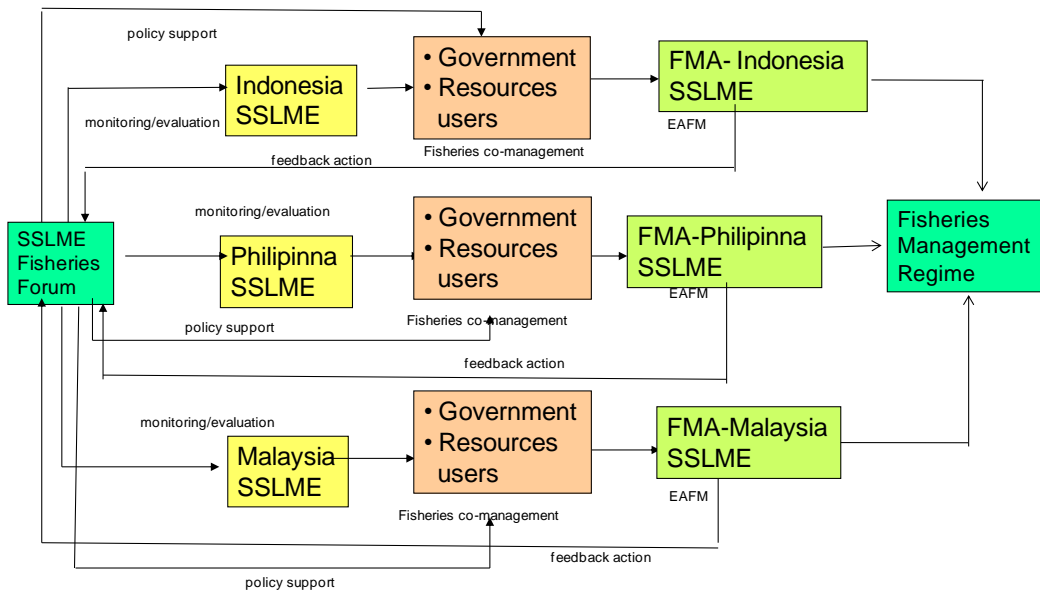 policy support
• Government
• Resources
users
FMA- Indonesia
SSLME
Indonesia
SSLME
monitoring/evaluation
EAFM
Fisheries co-management
feedback action
monitoring/evaluation
• Government
• Resources
users
SSLME
Fisheries
Forum
Philipinna
SSLME
FMA-Philipinna
SSLME
Fisheries
Management
Regime
EAFM
Fisheries co-management
policy support
feedback action
• Government
• Resources
users
monitoring/evaluation
FMA-Malaysia
SSLME
Malaysia
SSLME
EAFM
Fisheries co-management
feedback action
policy support